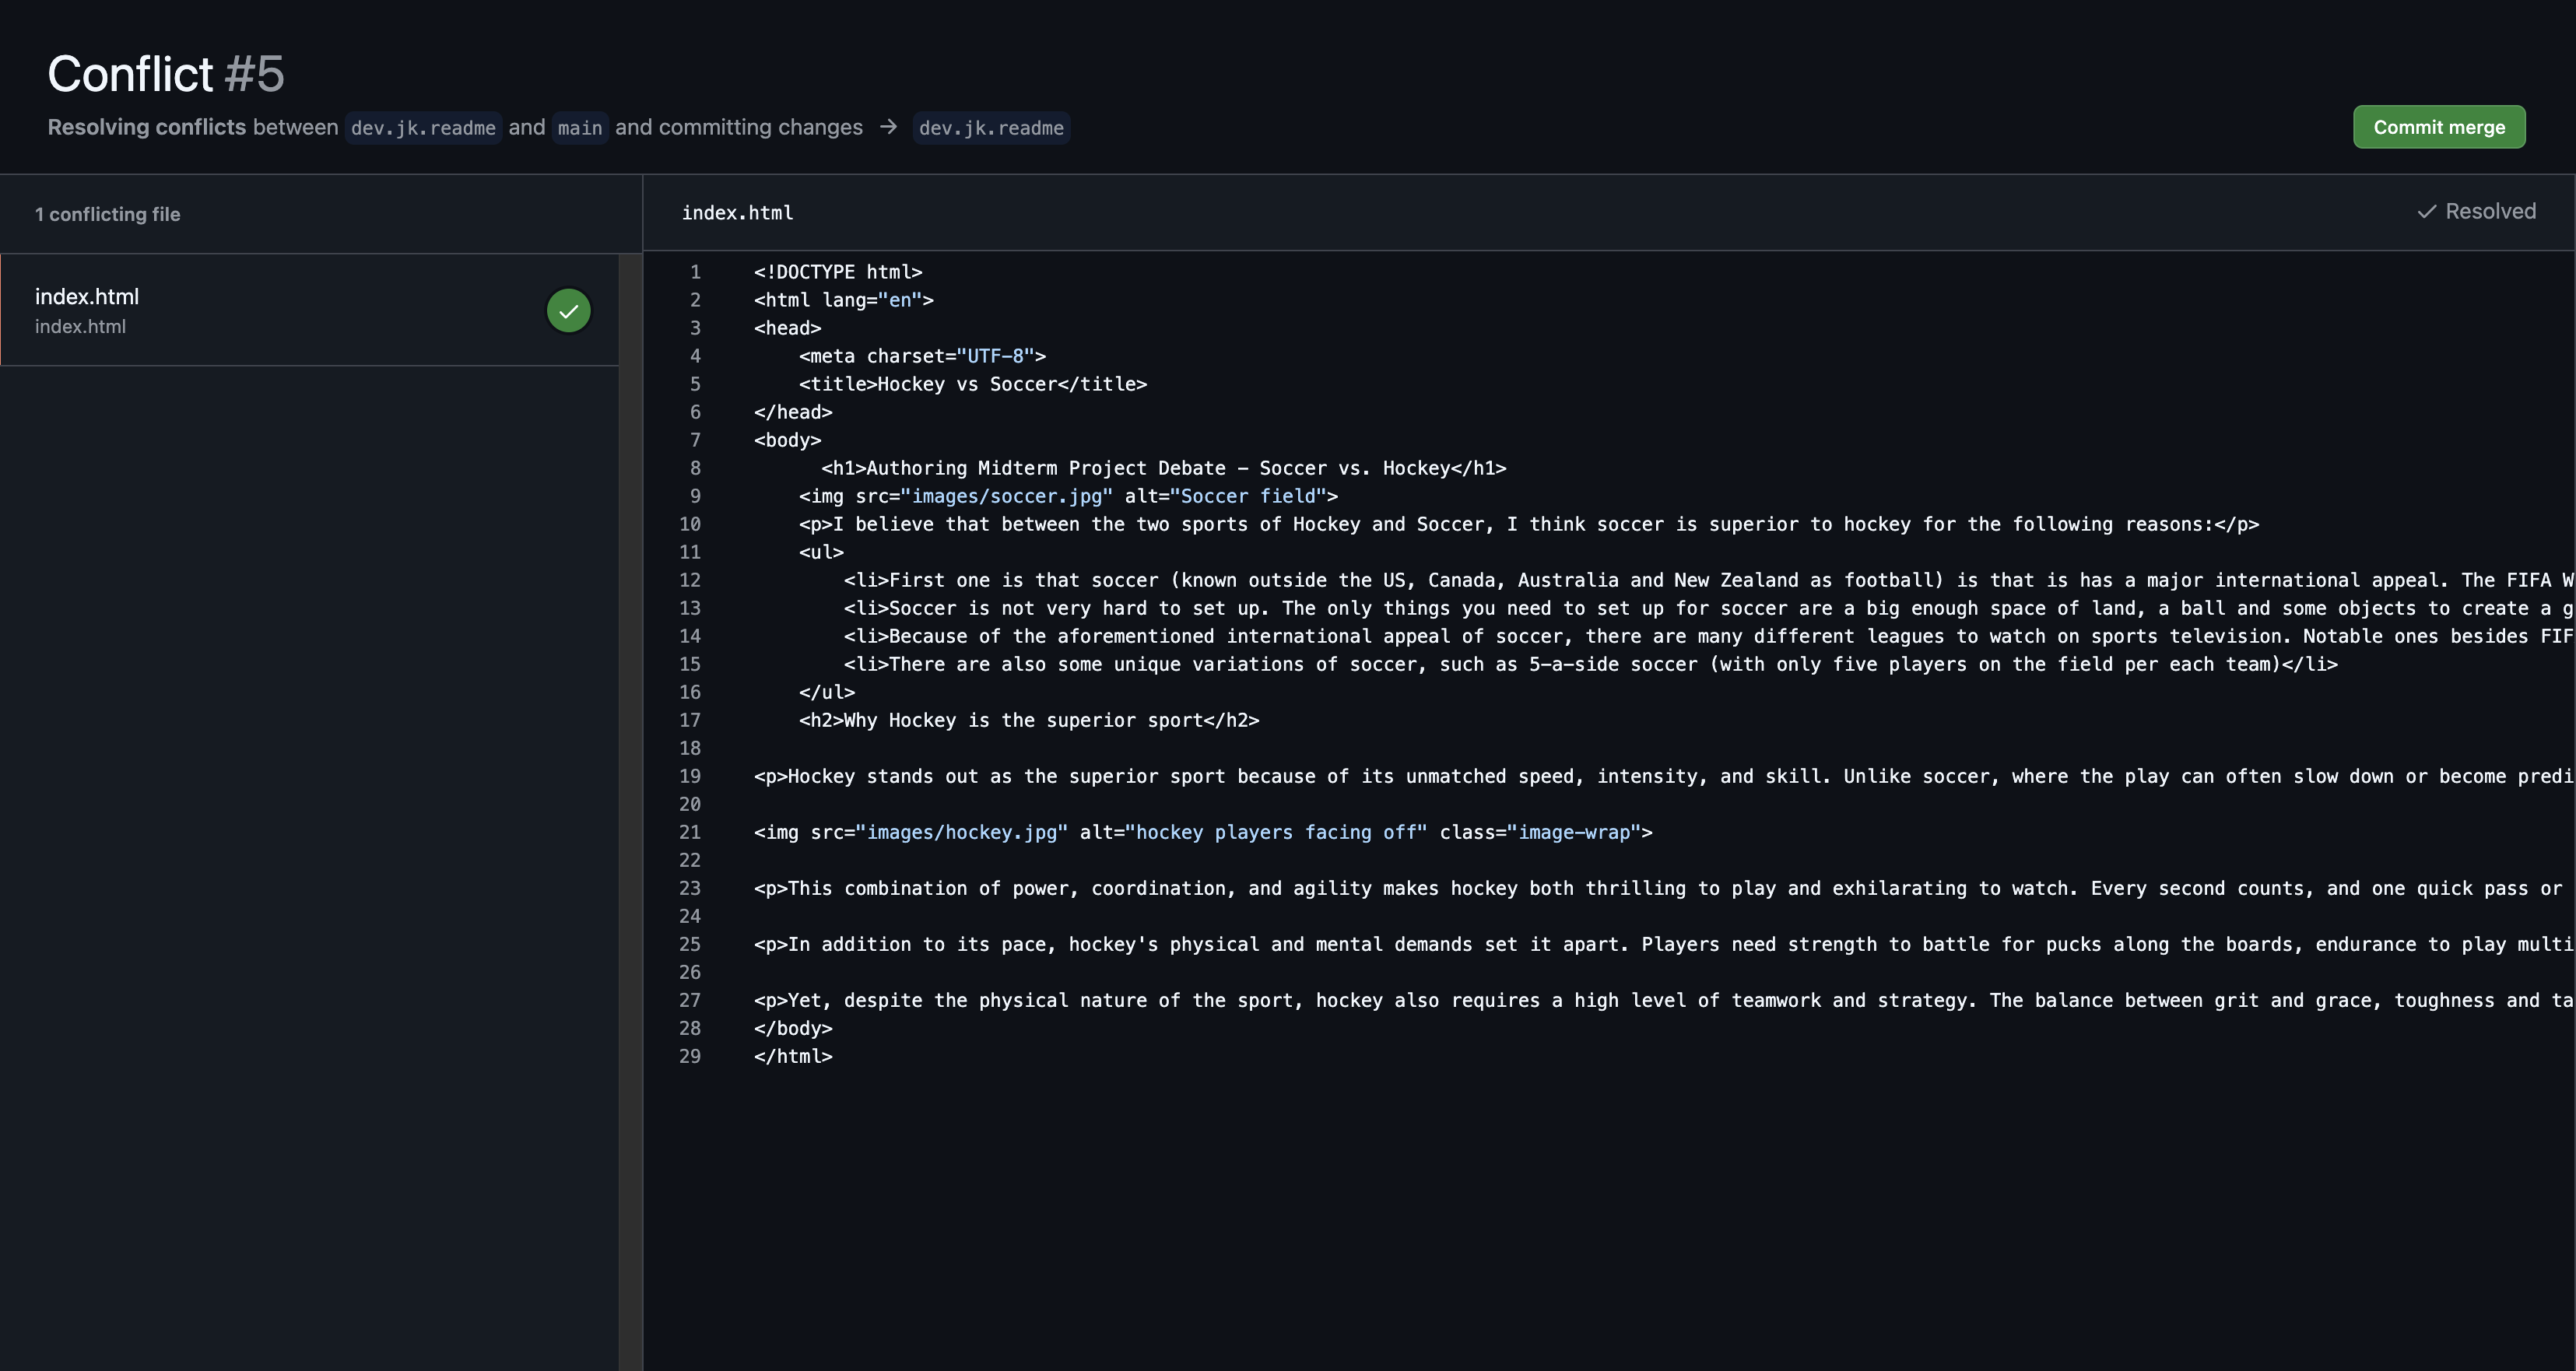 Conflict #5
Resolving conflicts between dev.jk.readme and main and committing changes → dev.jk.readme
Commit merge
1 conflicting file
index.html
index.html
index.html
Resolved
1 <!DOCTYPE html>
2 <html lang="en">
3 <head>
4 <meta charset="UTF-8">
5 <title>Hockey vs Soccer</title>
6 </head>
7 <body>
8 <h1>Authoring Midterm Project Debate - Soccer vs. Hockey</h1>
9 <img src="images/soccer.jpg" alt="Soccer field">
10 <p>I believe that between the two sports of Hockey and Soccer, I think soccer is superior to hockey for the following reasons:</p>
11 <ul>
12 <li>First one is that soccer (known outside the US, Canada, Australia and New Zealand as football) is that is has a major international appeal. The FIFA W
13 <li>Soccer is not very hard to set up. The only things you need to set up for soccer are a big enough space of land, a ball and some objects to create a g
14 <li>Because of the aforementioned international appeal of soccer, there are many different leagues to watch on sports television. Notable ones besides FIF
15 <li>There are also some unique variations of soccer, such as 5-a-side soccer (with only five players on the field per each team)</li>
16 </ul>
17 <h2>Why Hockey is the superior sport</h2>
18
19 <p>Hockey stands out as the superior sport because of its unmatched speed, intensity, and skill. Unlike soccer, where the play can often slow down or become predi
20
21 <img src="images/hockey.jpg" alt="hockey players facing off" class="image-wrap">
22
23 <p>This combination of power, coordination, and agility makes hockey both thrilling to play and exhilarating to watch. Every second counts, and one quick pass or
24
25 <p>In addition to its pace, hockey's physical and mental demands set it apart. Players need strength to battle for pucks along the boards, endurance to play multi
26
27 <p>Yet, despite the physical nature of the sport, hockey also requires a high level of teamwork and strategy. The balance between grit and grace, toughness and ta
28 </body>
29 </html>